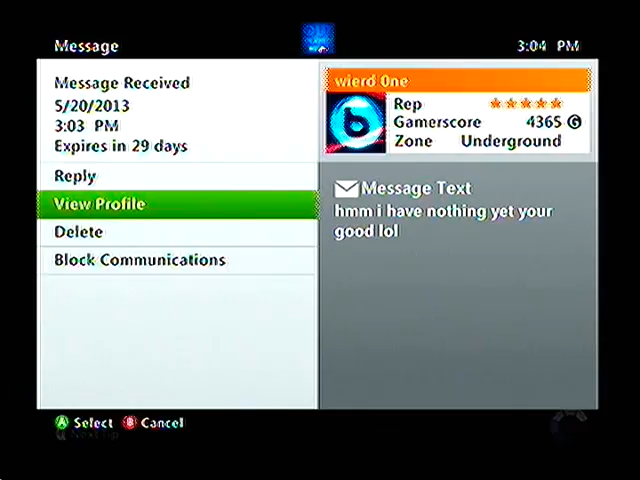 Message
3:04 PM
Message Received
5/20/2013
3:03 PM
Expires in 29 days
Reply
View Profile
Delete
Block Communications
wierd 0ne
Rep
Gamerscore 4365 G
Zone Underground
Message Text
hmm i have nothing yet your
good lol
A Select B Cancel